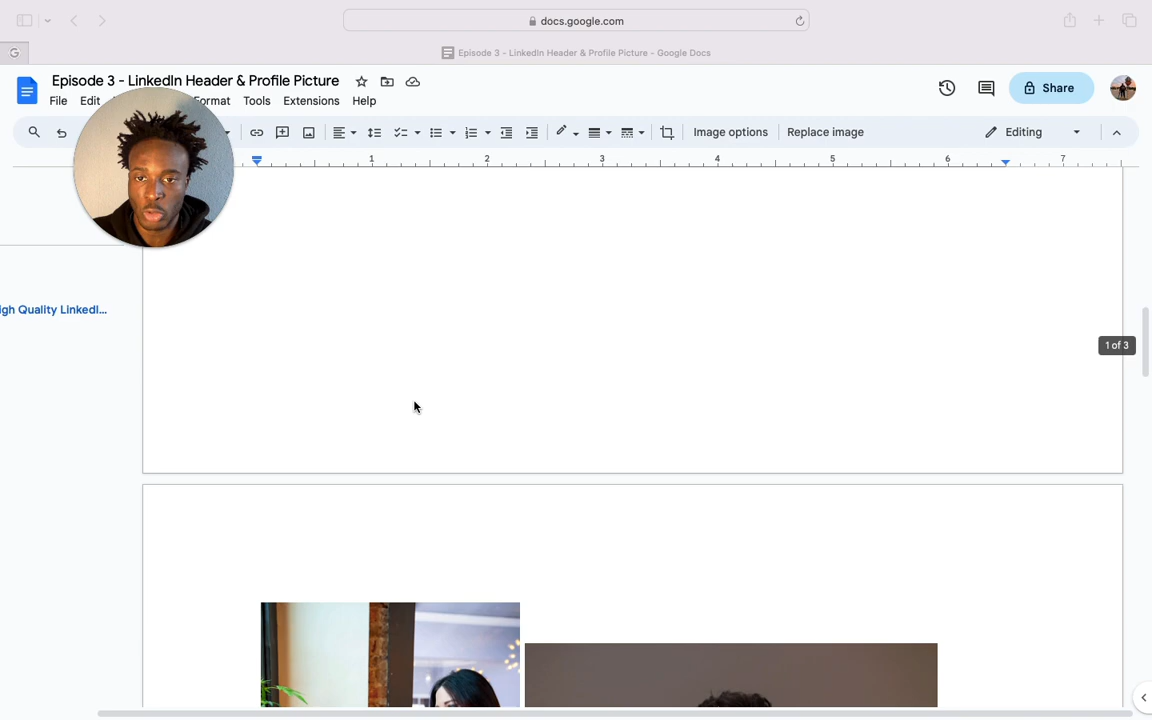 docs.google.com
G
Episode 3 - LinkedIn Header & Profile Picture - Google Docs
Episode 3 - LinkedIn Header & Profile Picture
File Edit Format Tools Extensions Help
Share
Image options Replace image Editing
1 2 3 4 5 6 7
igh Quality LinkedI...
1 of 3